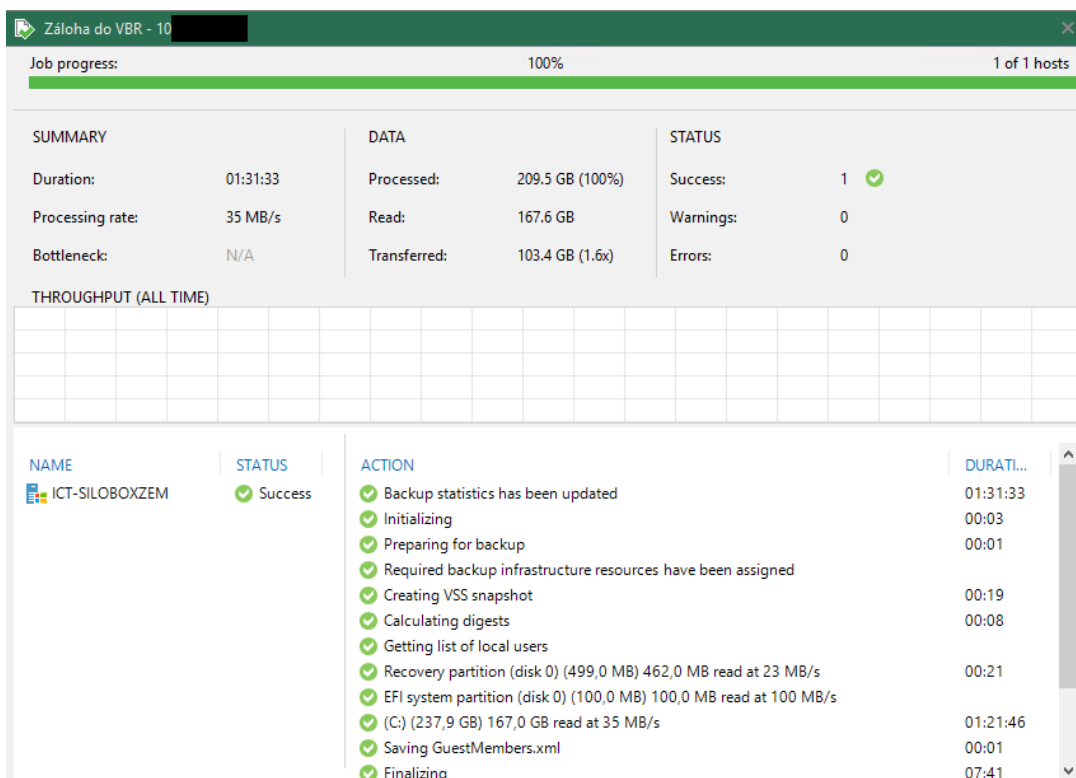 Záloha do VBR - 10
Job progress: 100% 1 of 1 hosts
SUMMARY DATA STATUS
Duration: 01:31:33 Processed: 209.5 GB (100%) Success: 1
Processing rate: 35 MB/s Read: 167.6 GB Warnings: 0
Bottleneck: N/A Transferred: 103.4 GB (1.6x) Errors: 0
THROUGHPUT (ALL TIME)
NAME STATUS ACTION DURATI...
ICT-SILOBOXZEM Success Backup statistics has been updated 01:31:33
Initializing 00:03
Preparing for backup 00:01
Required backup infrastructure resources have been assigned
Creating VSS snapshot 00:19
Calculating digests 00:08
Getting list of local users
Recovery partition (disk 0) (499,0 MB) 462,0 MB read at 23 MB/s 00:21
EFI system partition (disk 0) (100,0 MB) 100,0 MB read at 100 MB/s
(C:) (237,9 GB) 167,0 GB read at 35 MB/s 01:21:46
Saving GuestMembers.xml 00:01
Finalizing 07:41